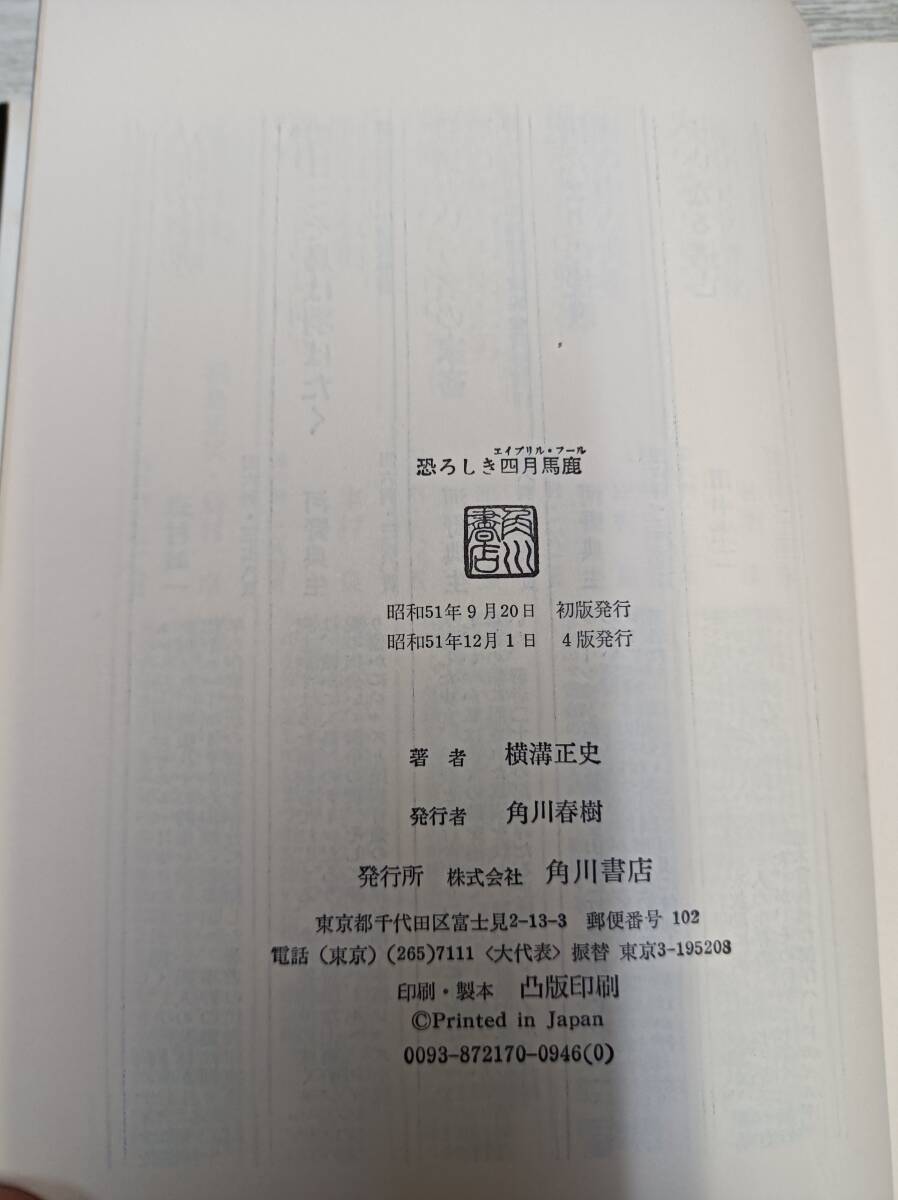 エイプリル・フール
恐ろしき四月馬鹿
角川書店
昭和51年9月20日 初版発行
昭和51年12月1日 4版発行
著者 横溝正史
発行者 角川春樹
発行所 株式会社 角川書店
東京都千代田区富士見2-13-3 郵便番号 102
電話(東京)(265)7111〈大代表〉振替 東京3-195208
印刷・製本 凸版印刷
©Printed in Japan
0093-872170-0946(0)